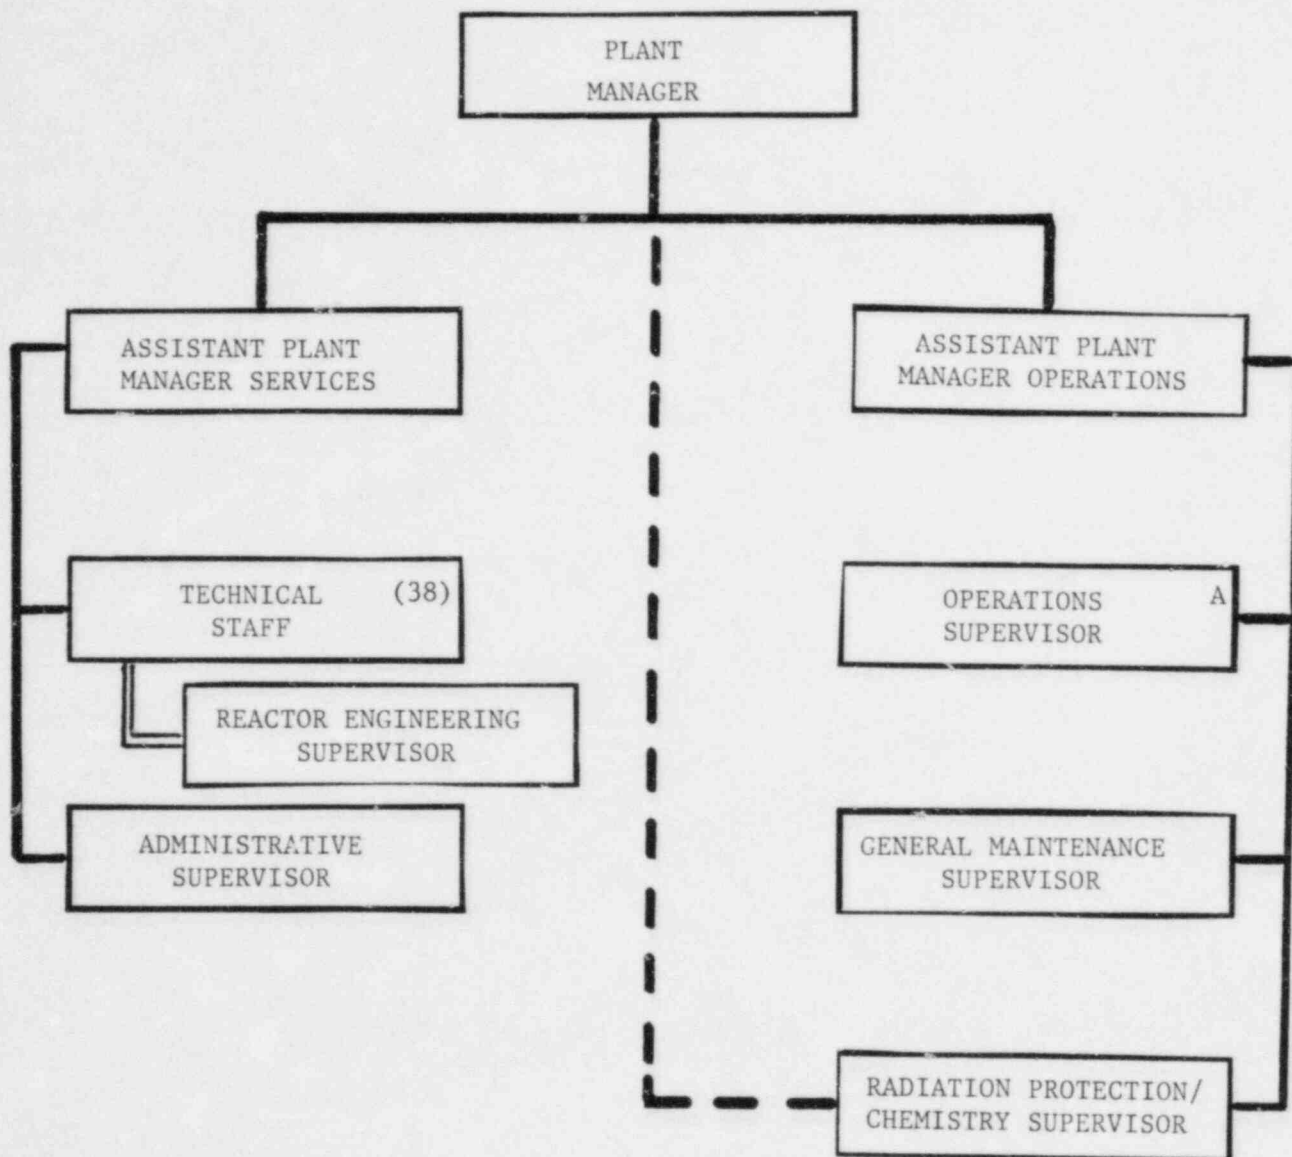 PLANT
MANAGER
ASSISTANT PLANT
MANAGER SERVICES
ASSISTANT PLANT
MANAGER OPERATIONS
TECHNICAL (38)
STAFF
OPERATIONS A
SUPERVISOR
REACTOR ENGINEERING
SUPERVISOR
ADMINISTRATIVE
SUPERVISOR
GENERAL MAINTENANCE
SUPERVISOR
RADIATION PROTECTION/
CHEMISTRY SUPERVISOR